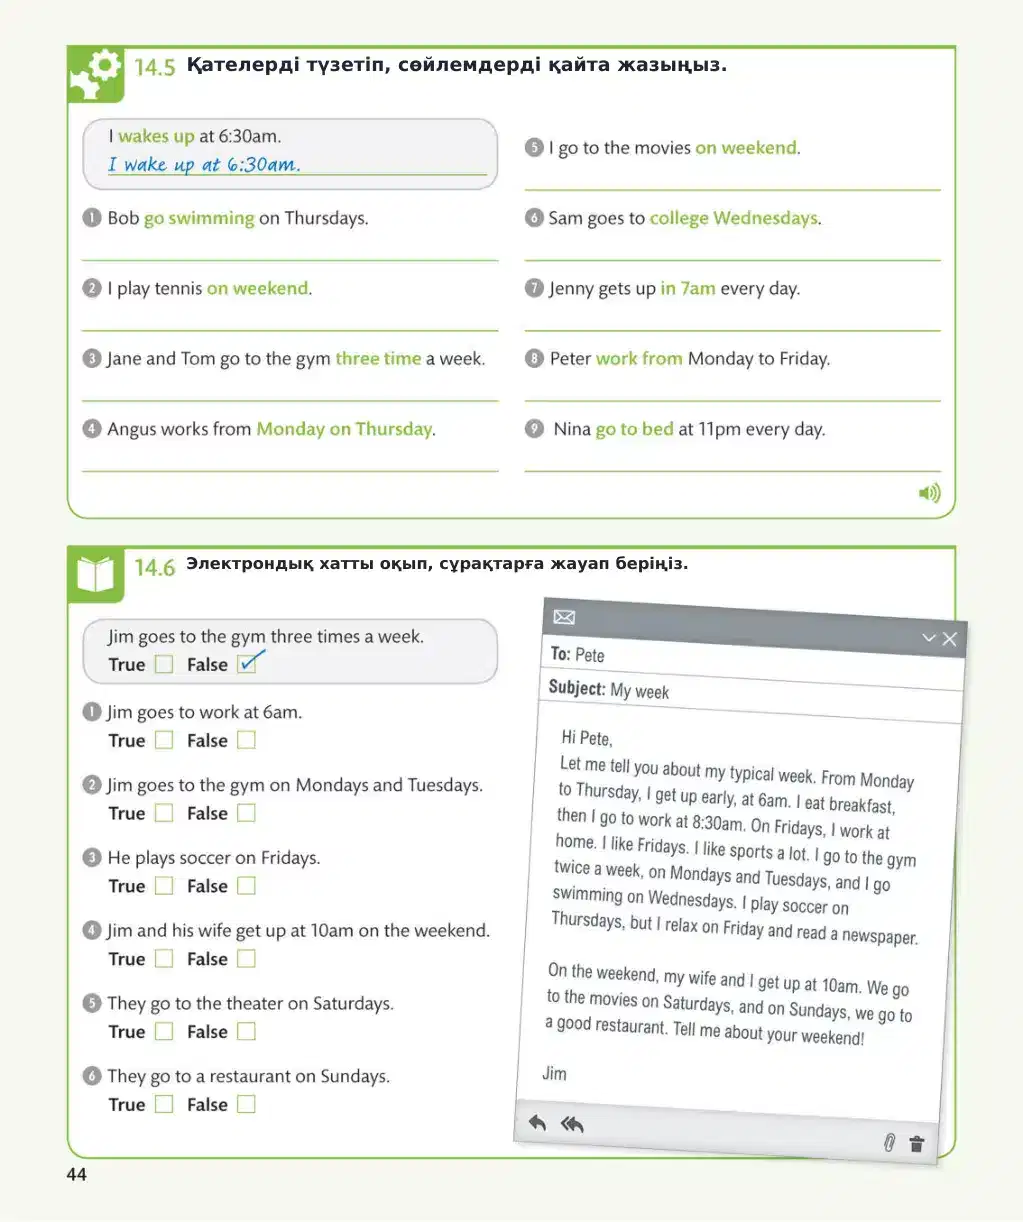 14.5 Қателерді түзетіп, сөйлемдерді қайта жазыңыз.
I wakes up at 6:30am.
I wake up at 6:30am.
1 Bob go swimming on Thursdays.
2 I play tennis on weekend.
3 Jane and Tom go to the gym three time a week.
4 Angus works from Monday on Thursday.
5 I go to the movies on weekend.
6 Sam goes to college Wednesdays.
7 Jenny gets up in 7am every day.
8 Peter work from Monday to Friday.
9 Nina go to bed at 11pm every day.
14.6 Электрондық хатты оқып, сұрақтарға жауап беріңіз.
Jim goes to the gym three times a week.
True False
1 Jim goes to work at 6am.
True False
2 Jim goes to the gym on Mondays and Tuesdays.
True False
3 He plays soccer on Fridays.
True False
4 Jim and his wife get up at 10am on the weekend.
True False
5 They go to the theater on Saturdays.
True False
6 They go to a restaurant on Sundays.
True False
To: Pete
Subject: My week
Hi Pete,
Let me tell you about my typical week. From Monday
to Thursday, I get up early, at 6am. I eat breakfast,
then I go to work at 8:30am. On Fridays, I work at
home. I like Fridays. I like sports a lot. I go to the gym
twice a week, on Mondays and Tuesdays, and I go
swimming on Wednesdays. I play soccer on
Thursdays, but I relax on Friday and read a newspaper.
On the weekend, my wife and I get up at 10am. We go
to the movies on Saturdays, and on Sundays, we go to
a good restaurant. Tell me about your weekend!
Jim
44